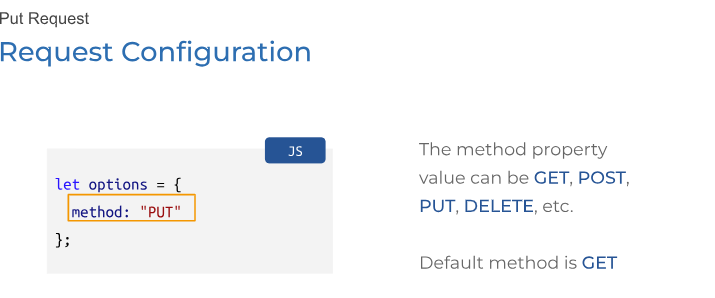 Put Request
Request Configuration
JS
let options = {
method: "PUT"
};
The method property
value can be GET, POST,
PUT, DELETE, etc.
Default method is GET